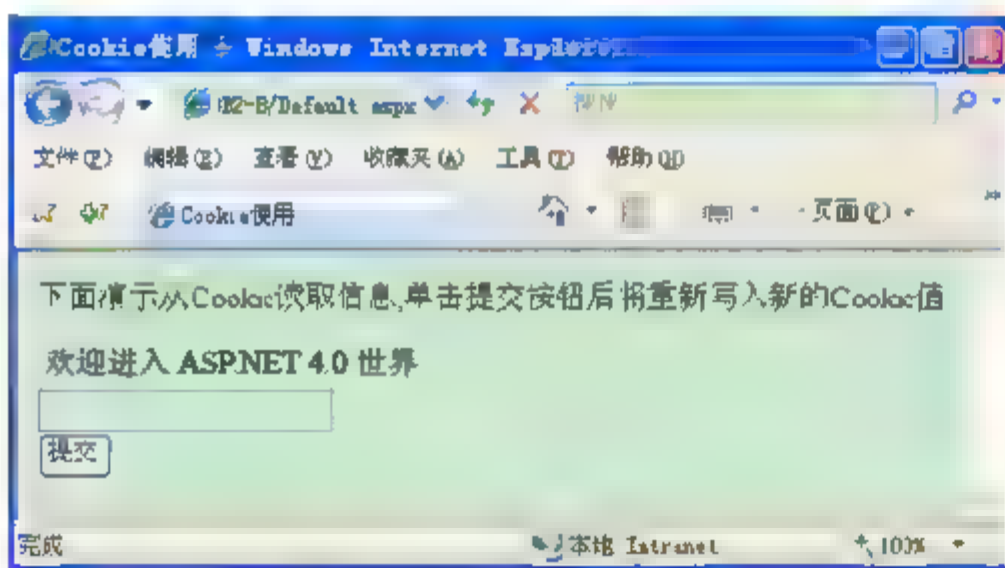 Cookie使用 - Windows Internet Explorer
B2-B/Default aspx
文件(F) 编辑(E) 查看(V) 收藏夹(A) 工具(T) 帮助(H)
Cookie使用 页面(P)
下面演示从Cookie读取信息,单击提交按钮后将重新写入新的Cookie值
欢迎进入 ASP.NET 4.0 世界
提交
完成 本地 Intranet 100%